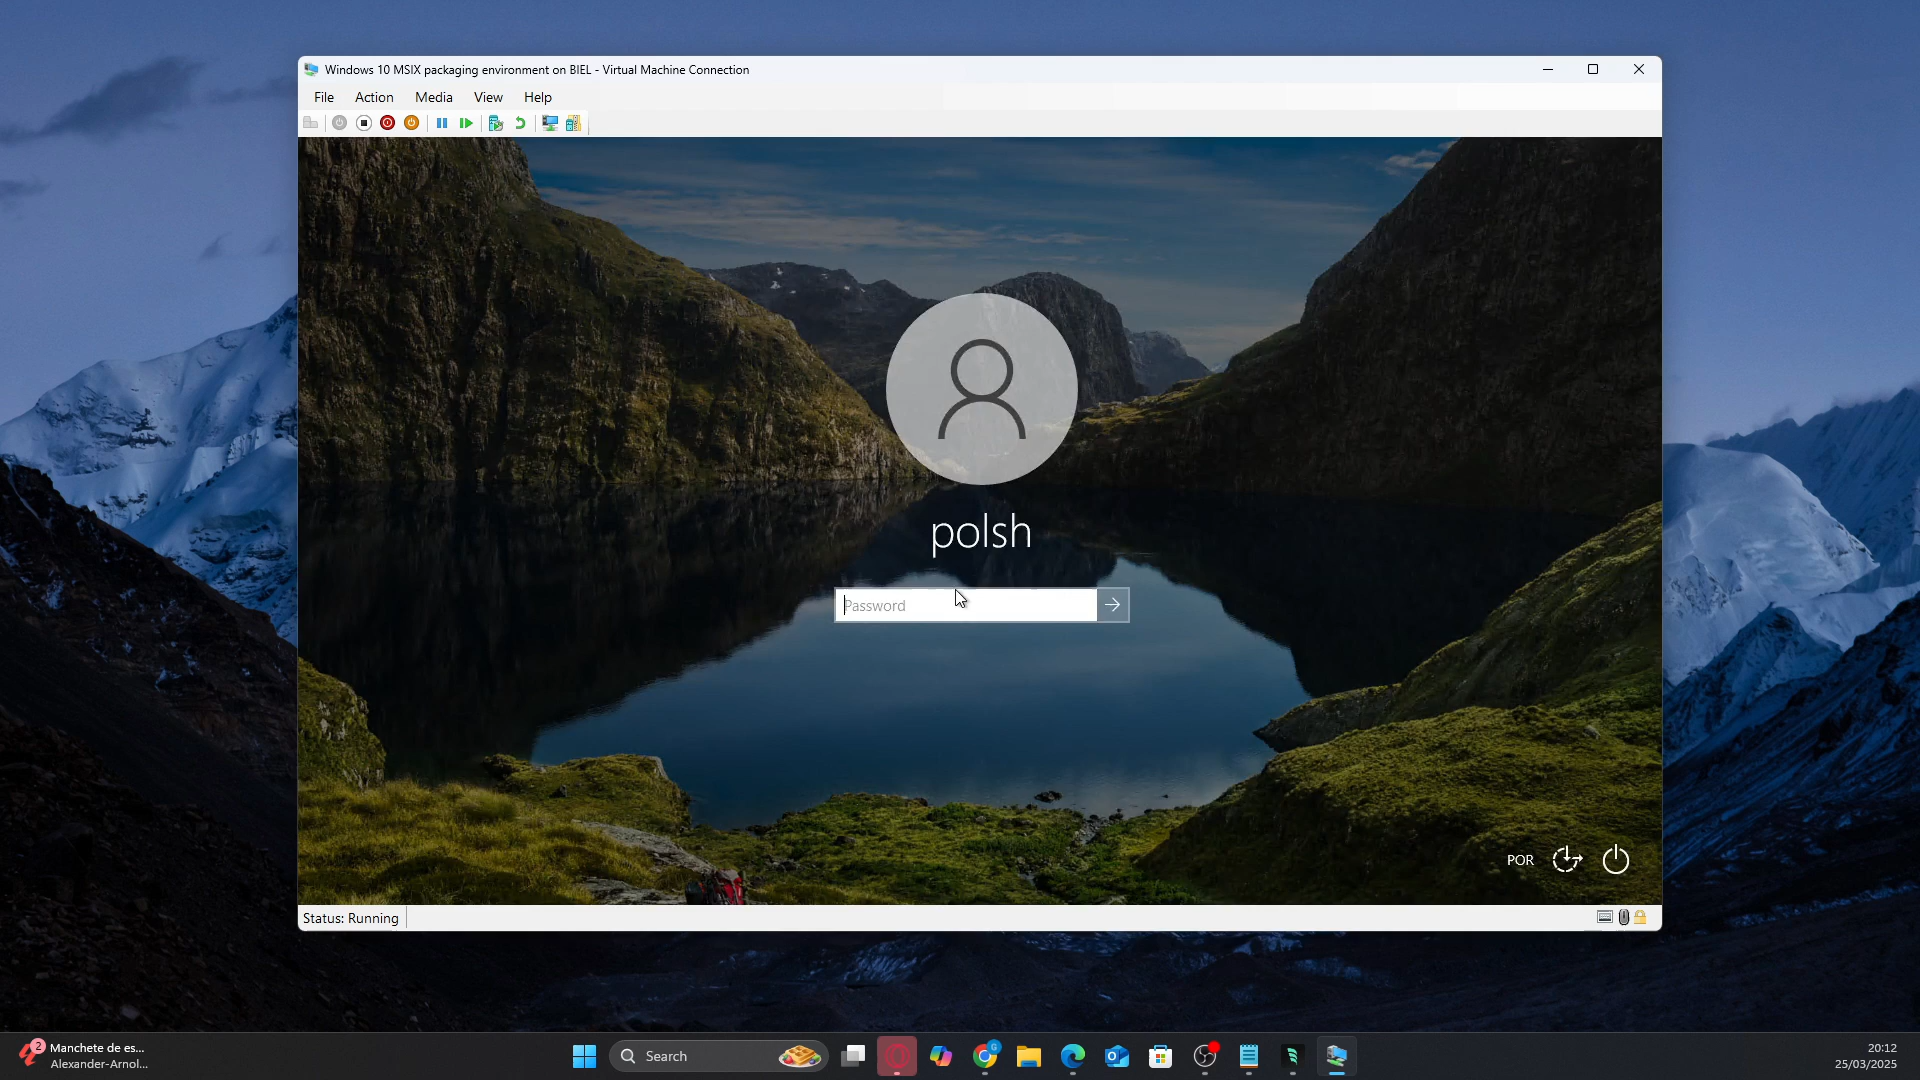 Windows 10 MSIX packaging environment on BIEL - Virtual Machine Connection
File Action Media View Help
polsh
Password
POR
Status: Running
2
Manchete de es...
Alexander-Arnol...
Search
G
20:12
25/03/2025